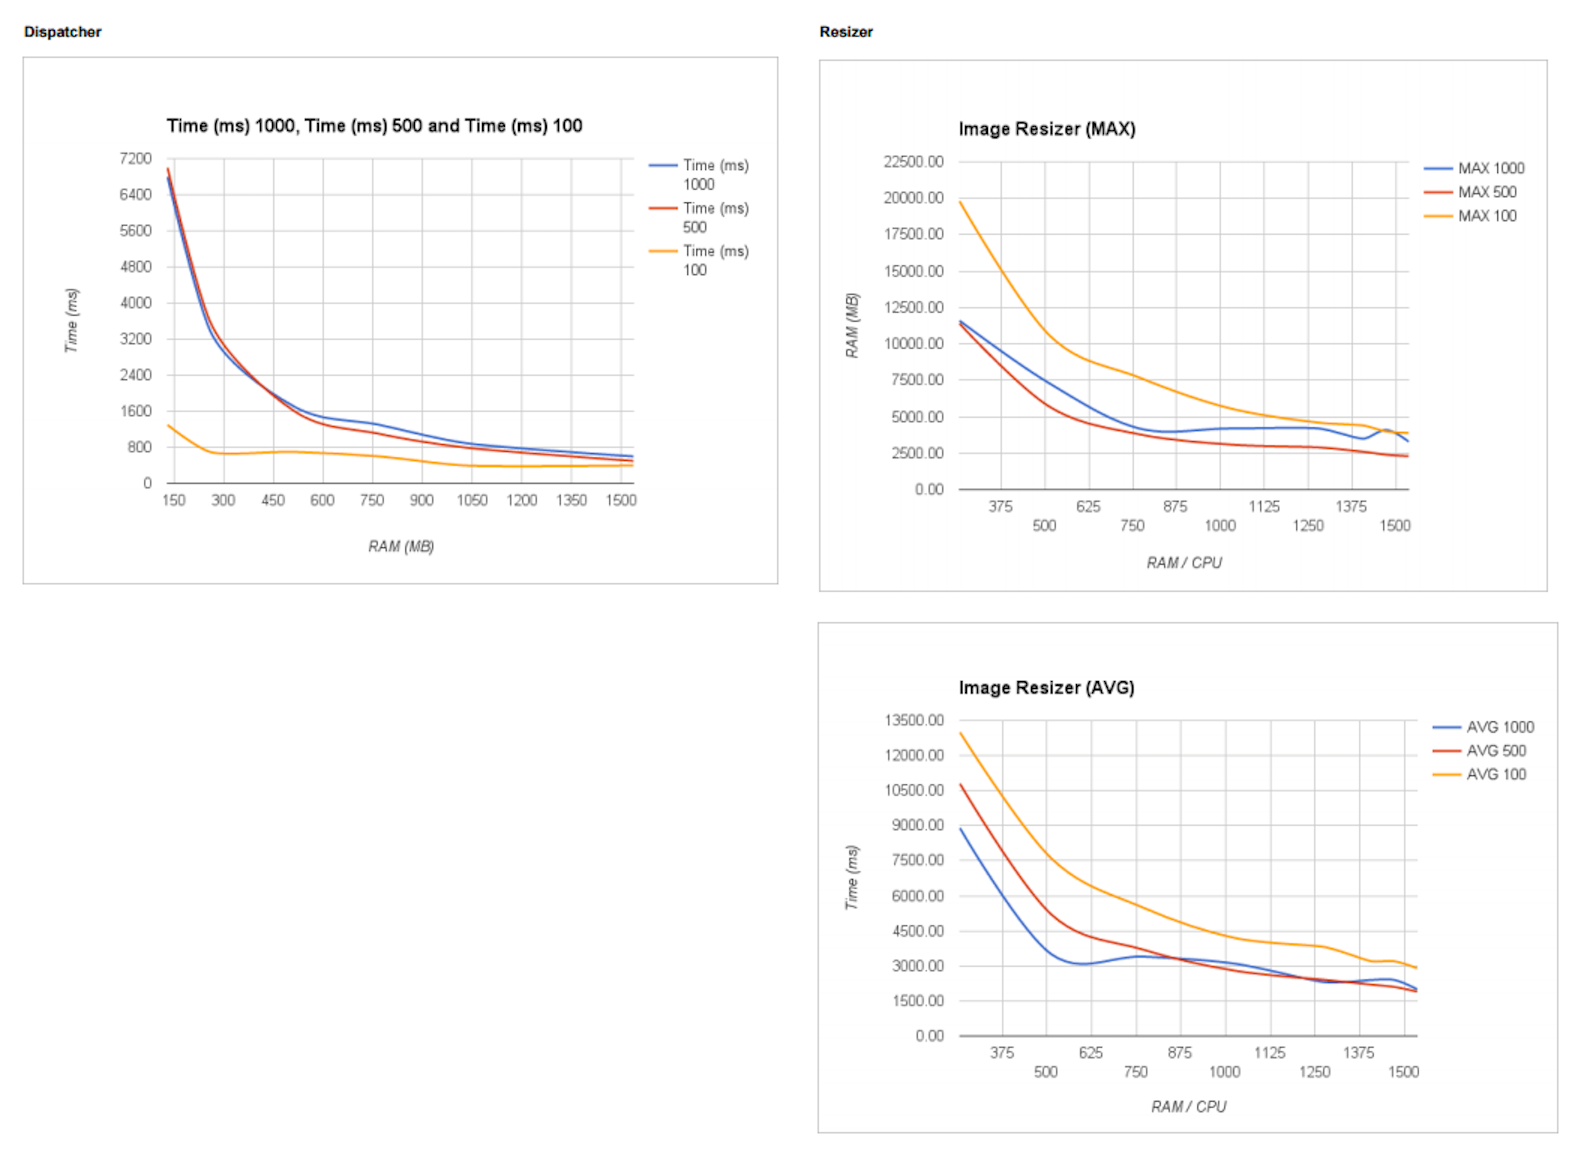 Dispatcher
Time (ms) 1000, Time (ms) 500 and Time (ms) 100
7200
6400
5600
4800
4000
3200
2400
1600
800
0
Time (ms)
150 300 450 600 750 900 1050 1200 1350 1500
RAM (MB)
Time (ms)
1000
Time (ms)
500
Time (ms)
100
Resizer
Image Resizer (MAX)
22500.00
20000.00
17500.00
15000.00
12500.00
10000.00
7500.00
5000.00
2500.00
0.00
RAM (MB)
375 625 875 1125 1375
500 750 1000 1250 1500
RAM / CPU
MAX 1000
MAX 500
MAX 100
Image Resizer (AVG)
13500.00
12000.00
10500.00
9000.00
7500.00
6000.00
4500.00
3000.00
1500.00
0.00
Time (ms)
375 625 875 1125 1375
500 750 1000 1250 1500
RAM / CPU
AVG 1000
AVG 500
AVG 100